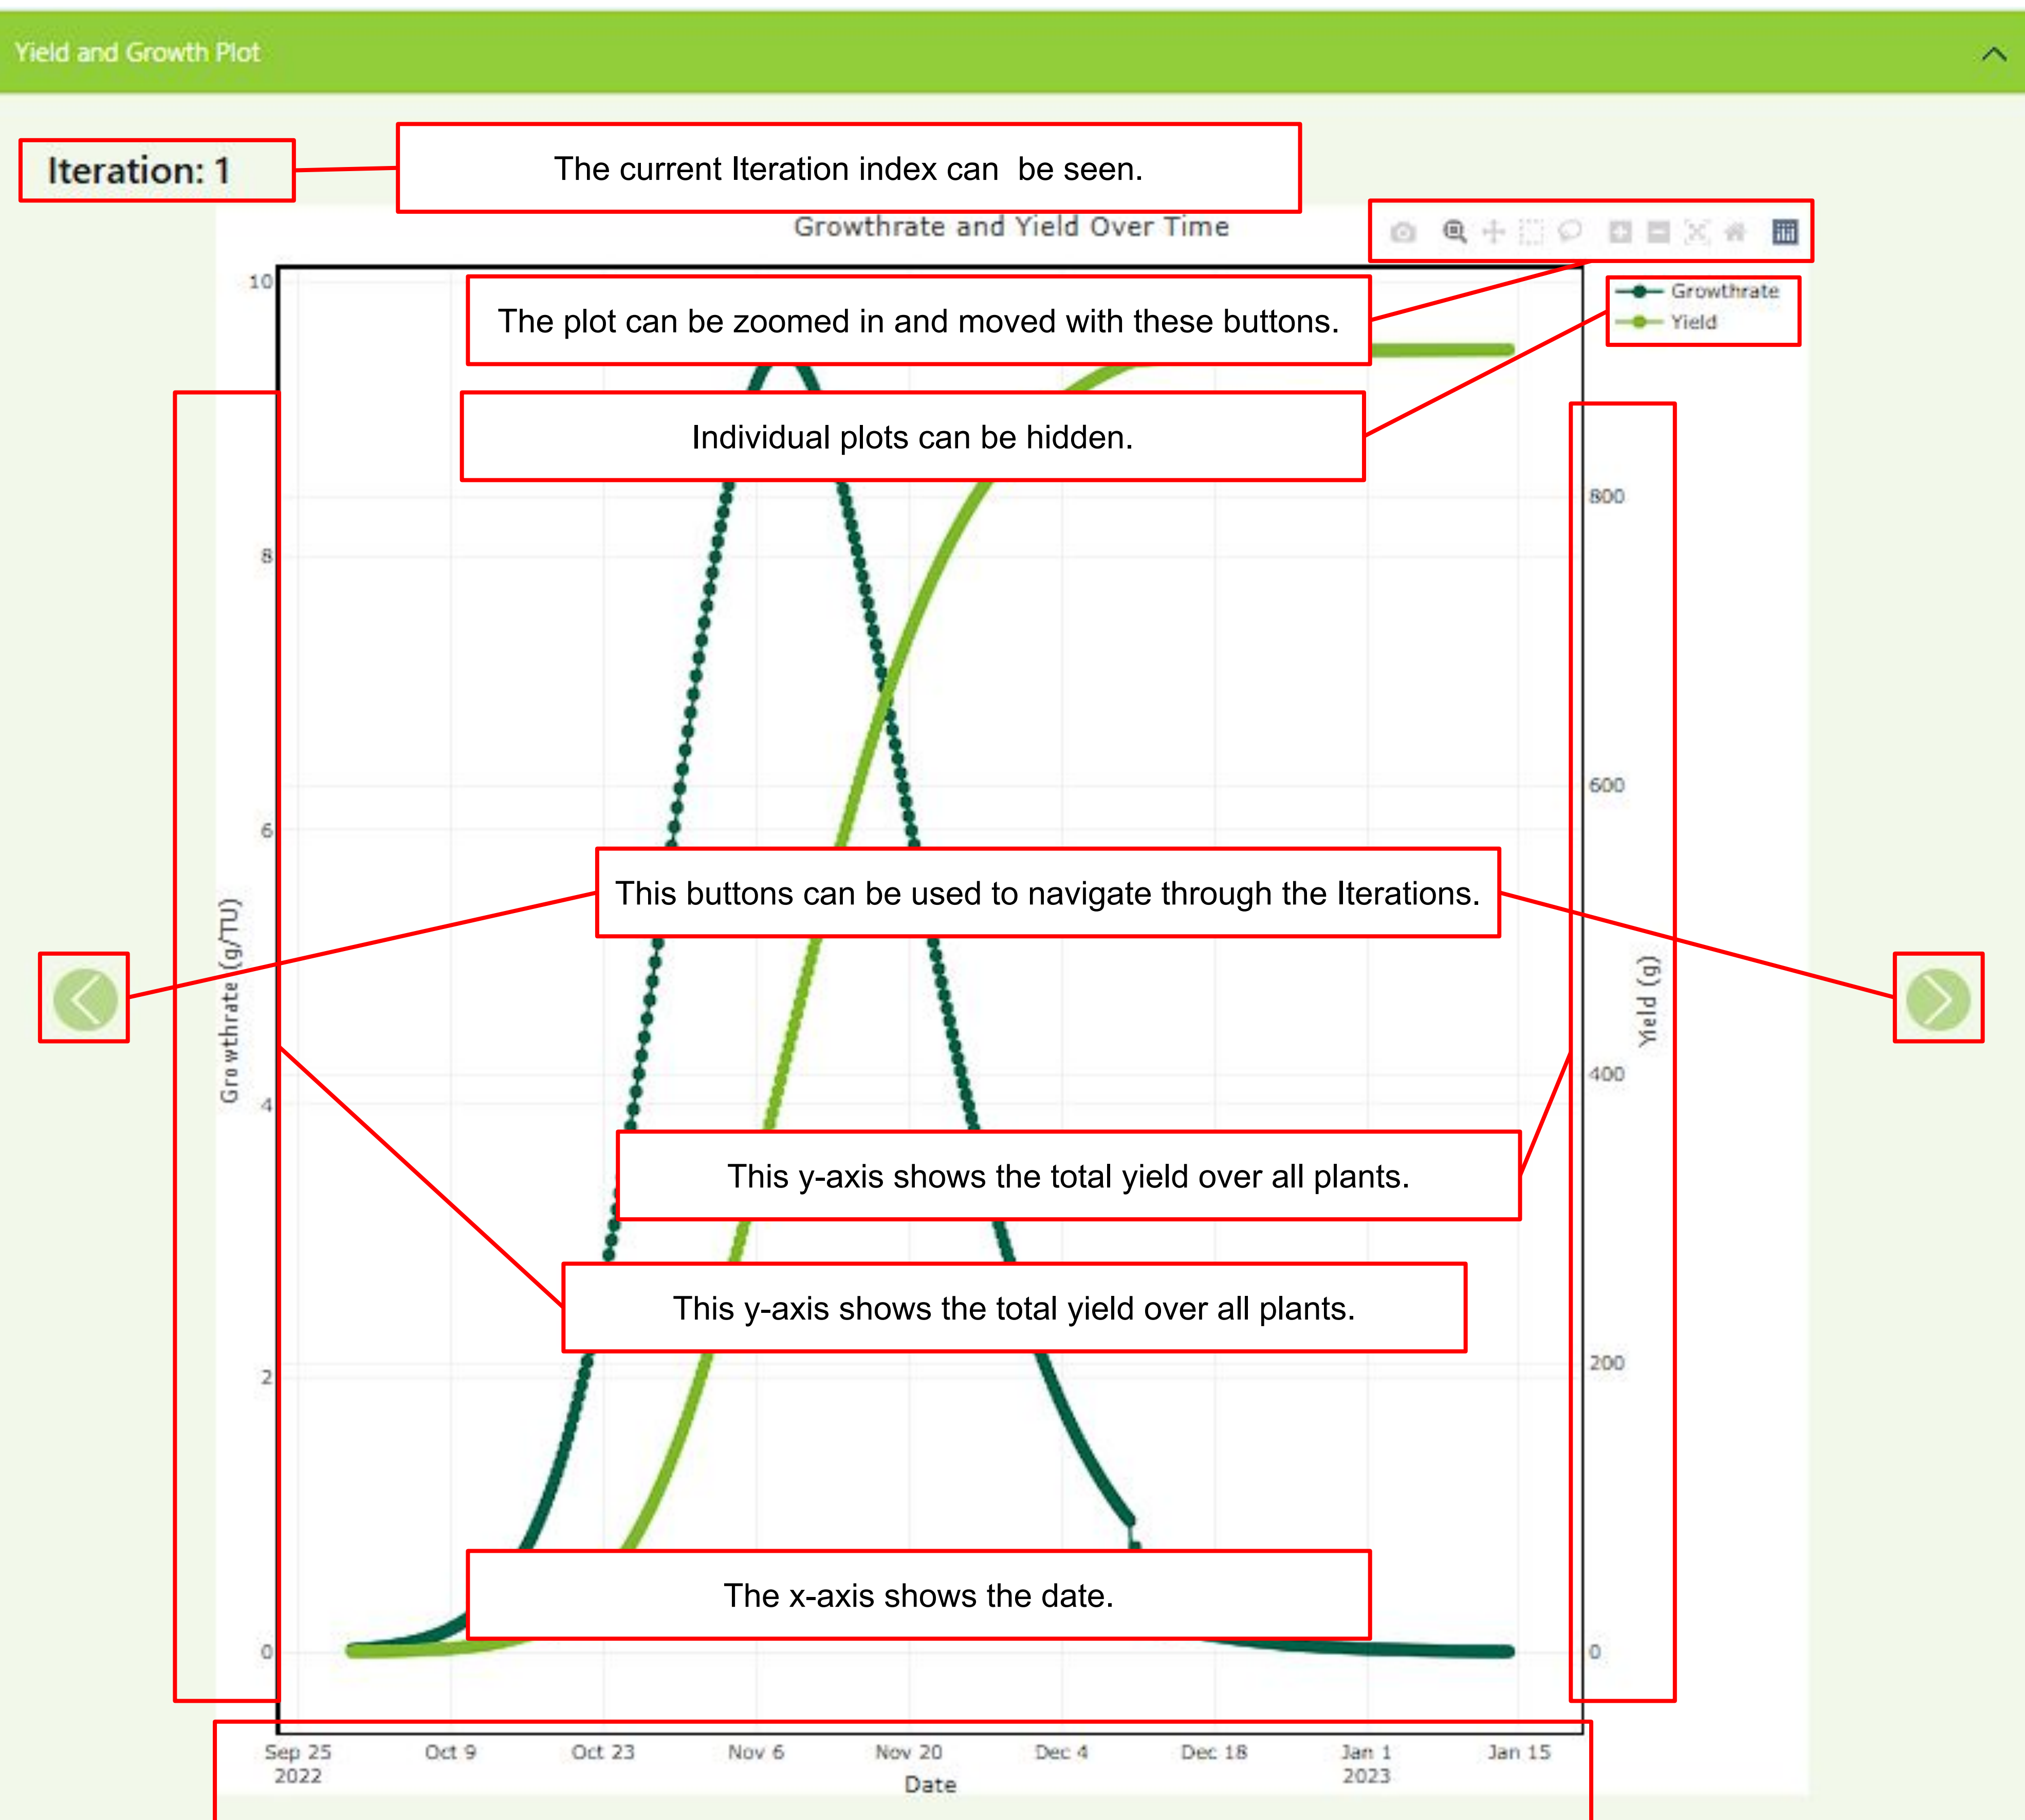 Yield and Growth Plot
Iteration: 1
The current Iteration index can  be seen.
Growthrate and Yield Over Time
Growthrate
Yield
The plot can be zoomed in and moved with these buttons.
Individual plots can be hidden.
This buttons can be used to navigate through the Iterations.
This y-axis shows the total yield over all plants.
This y-axis shows the total yield over all plants.
The x-axis shows the date.
Growthrate (g/TU)
10
8
6
4
2
0
Yield (g)
800
600
400
200
0
Sep 25 Oct 9 Oct 23 Nov 6 Nov 20 Dec 4 Dec 18 Jan 1 Jan 15
2022 2023
Date